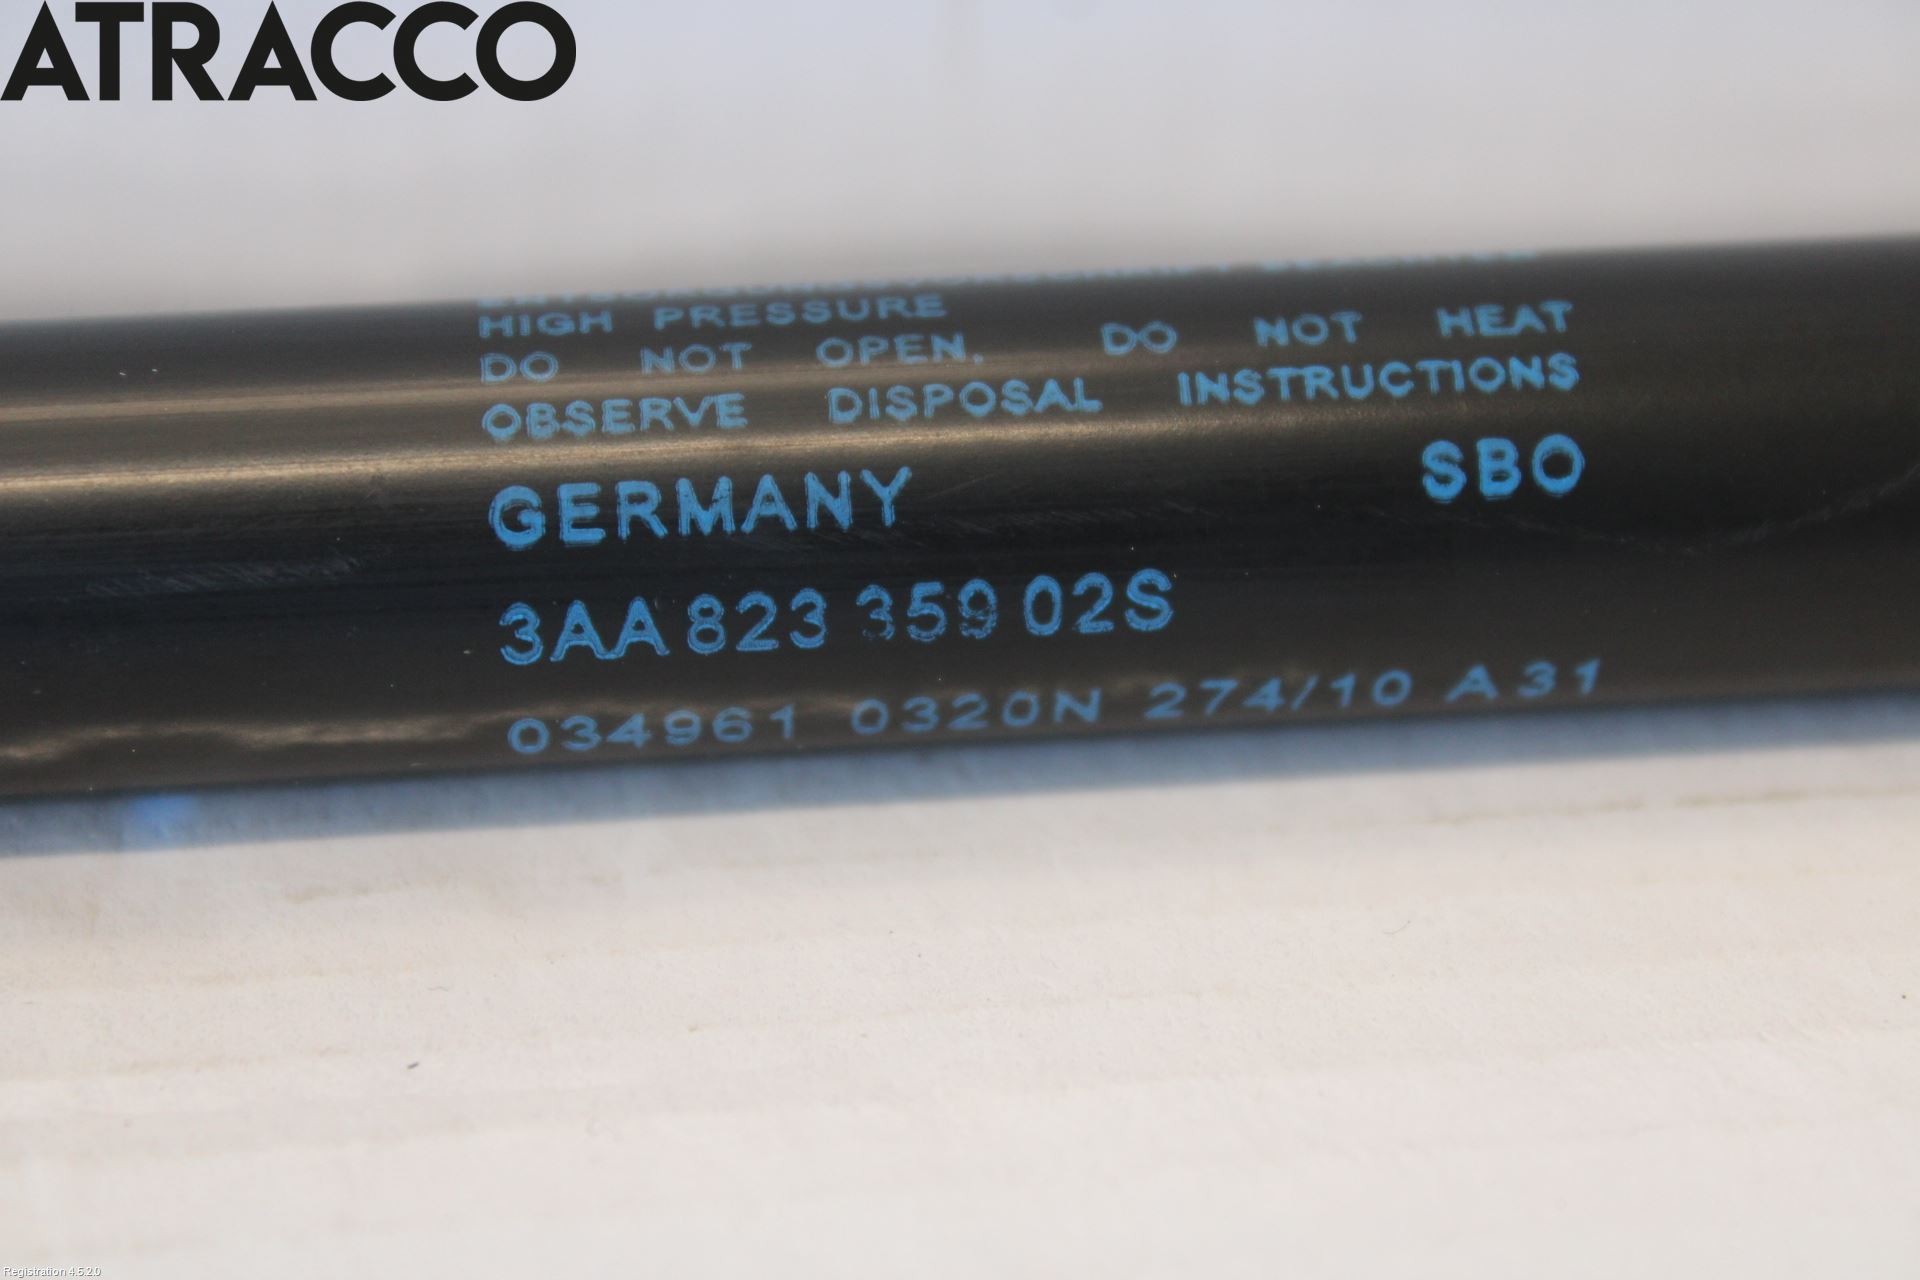 ATRACCO
HIGH PRESSURE
DO NOT OPEN. DO NOT HEAT
OBSERVE DISPOSAL INSTRUCTIONS
GERMANY SBO
3AA 823 359 02S
034961 0320N 274/10 A31
Registration 4.5.2.0